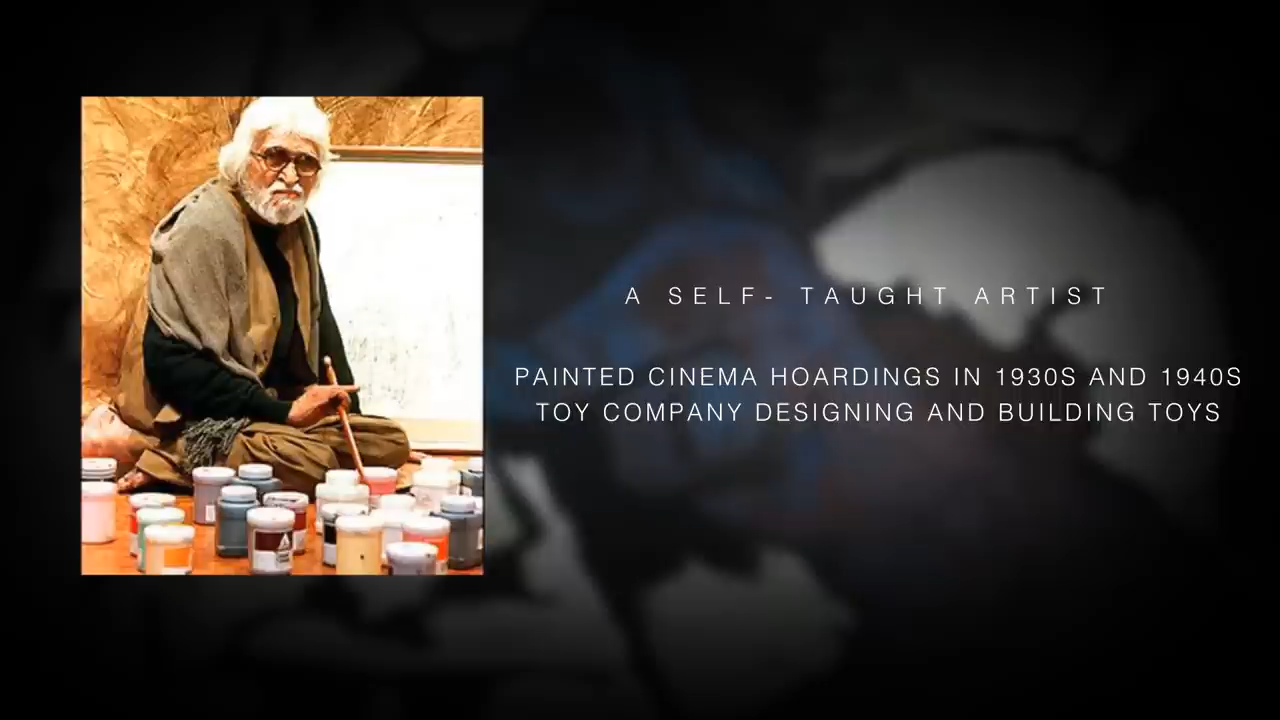 A SELF- TAUGHT ARTIST
PAINTED CINEMA HOARDINGS IN 1930S AND 1940S
TOY COMPANY DESIGNING AND BUILDING TOYS